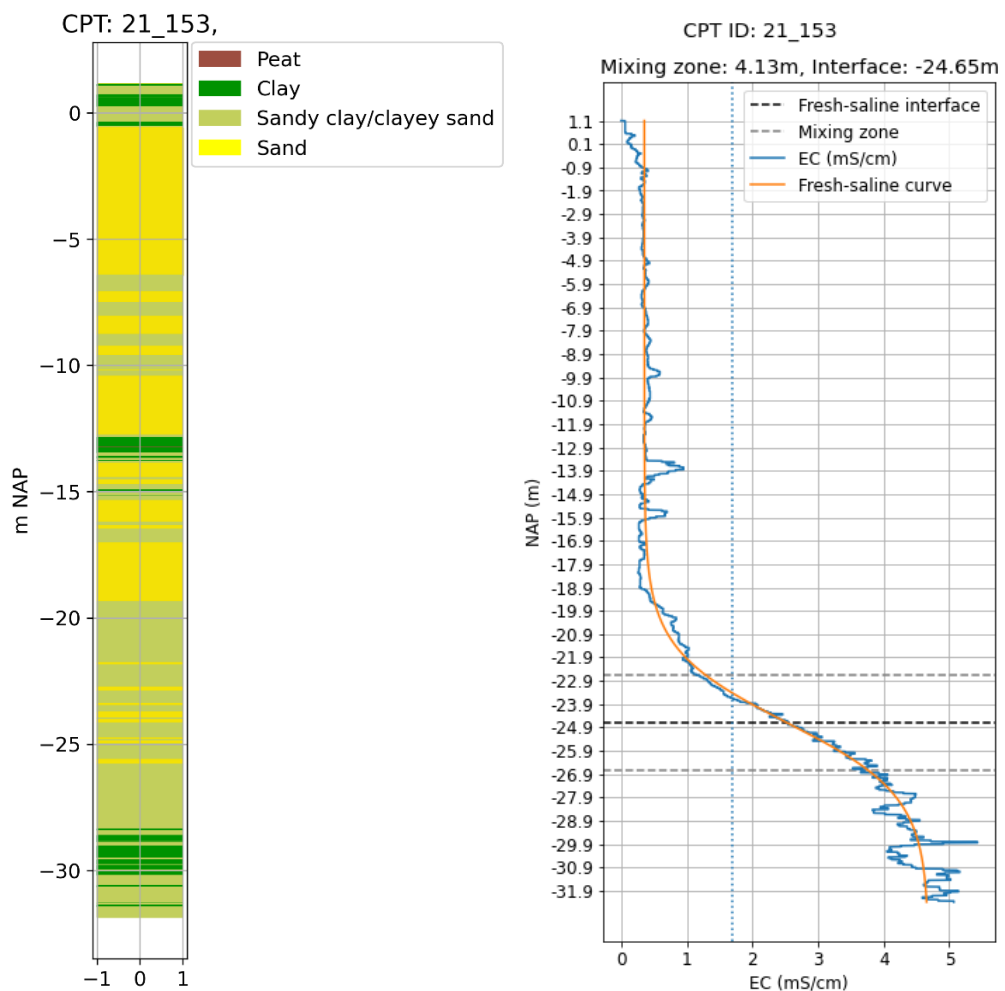 CPT: 21_153,
Peat
Clay
Sandy clay/clayey sand
Sand
0
−5
−10
−15
−20
−25
−30
m NAP
−1 0 1
CPT ID: 21_153
Mixing zone: 4.13m, Interface: -24.65m
Fresh-saline interface
Mixing zone
EC (mS/cm)
Fresh-saline curve
1.1
0.1
-0.9
-1.9
-2.9
-3.9
-4.9
-5.9
-6.9
-7.9
-8.9
-9.9
-10.9
-11.9
-12.9
-13.9
-14.9
-15.9
-16.9
-17.9
-18.9
-19.9
-20.9
-21.9
-22.9
-23.9
-24.9
-25.9
-26.9
-27.9
-28.9
-29.9
-30.9
-31.9
NAP (m)
0 1 2 3 4 5
EC (mS/cm)